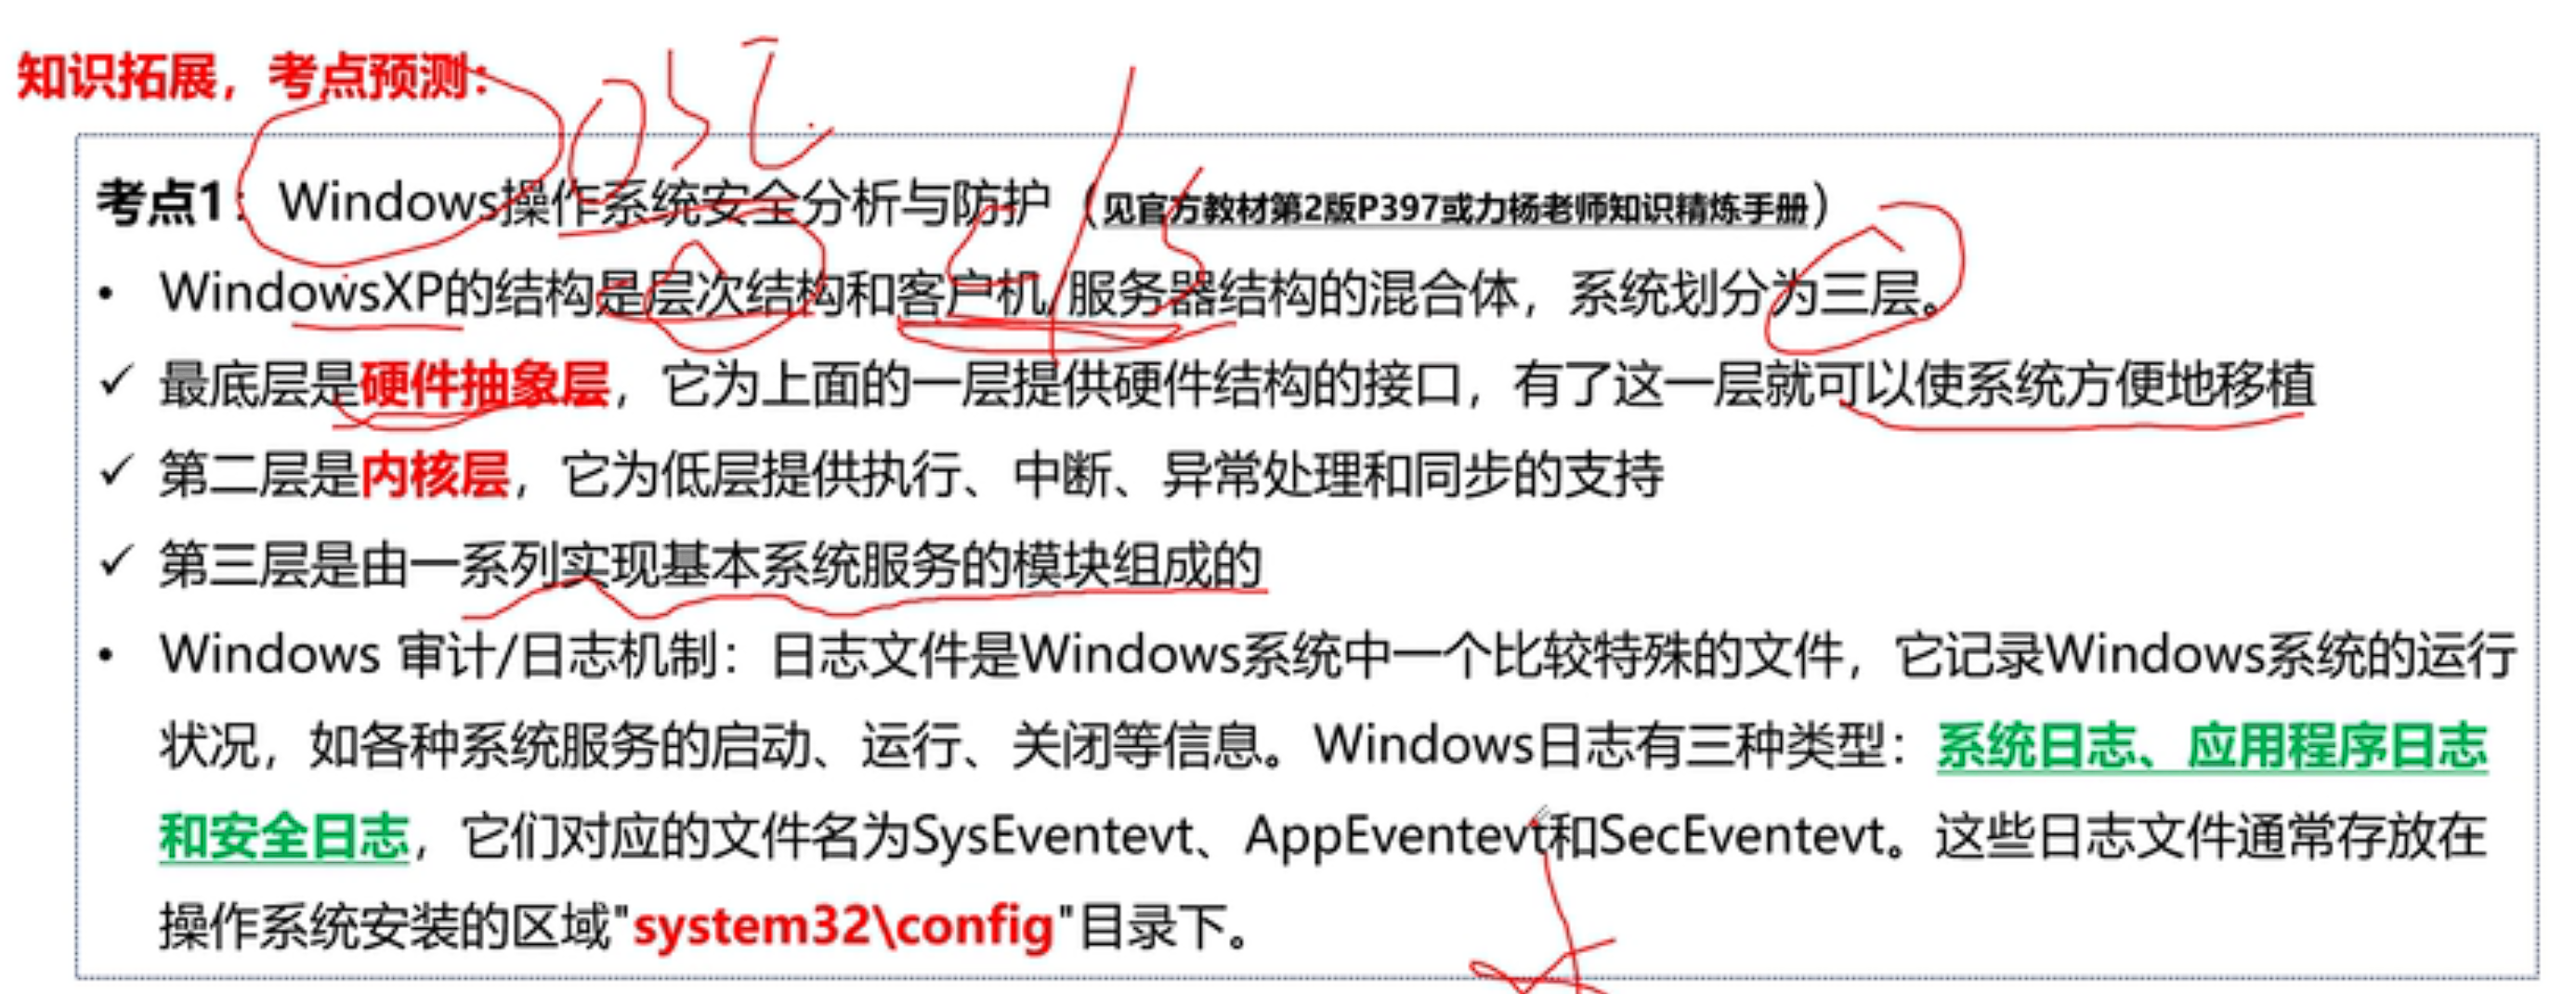 知识拓展，考点预测：
考点1：Windows操作系统安全分析与防护（见官方教材第2版P397或力杨老师知识精炼手册）
• WindowsXP的结构是层次结构和客户机/服务器结构的混合体，系统划分为三层。
✓ 最底层是硬件抽象层，它为上面的一层提供硬件结构的接口，有了这一层就可以使系统方便地移植
✓ 第二层是内核层，它为低层提供执行、中断、异常处理和同步的支持
✓ 第三层是由一系列实现基本系统服务的模块组成的
• Windows 审计/日志机制：日志文件是Windows系统中一个比较特殊的文件，它记录Windows系统的运行
状况，如各种系统服务的启动、运行、关闭等信息。Windows日志有三种类型：系统日志、应用程序日志
和安全日志，它们对应的文件名为SysEventevt、AppEventevt和SecEventevt。这些日志文件通常存放在
操作系统安装的区域"system32\config"目录下。